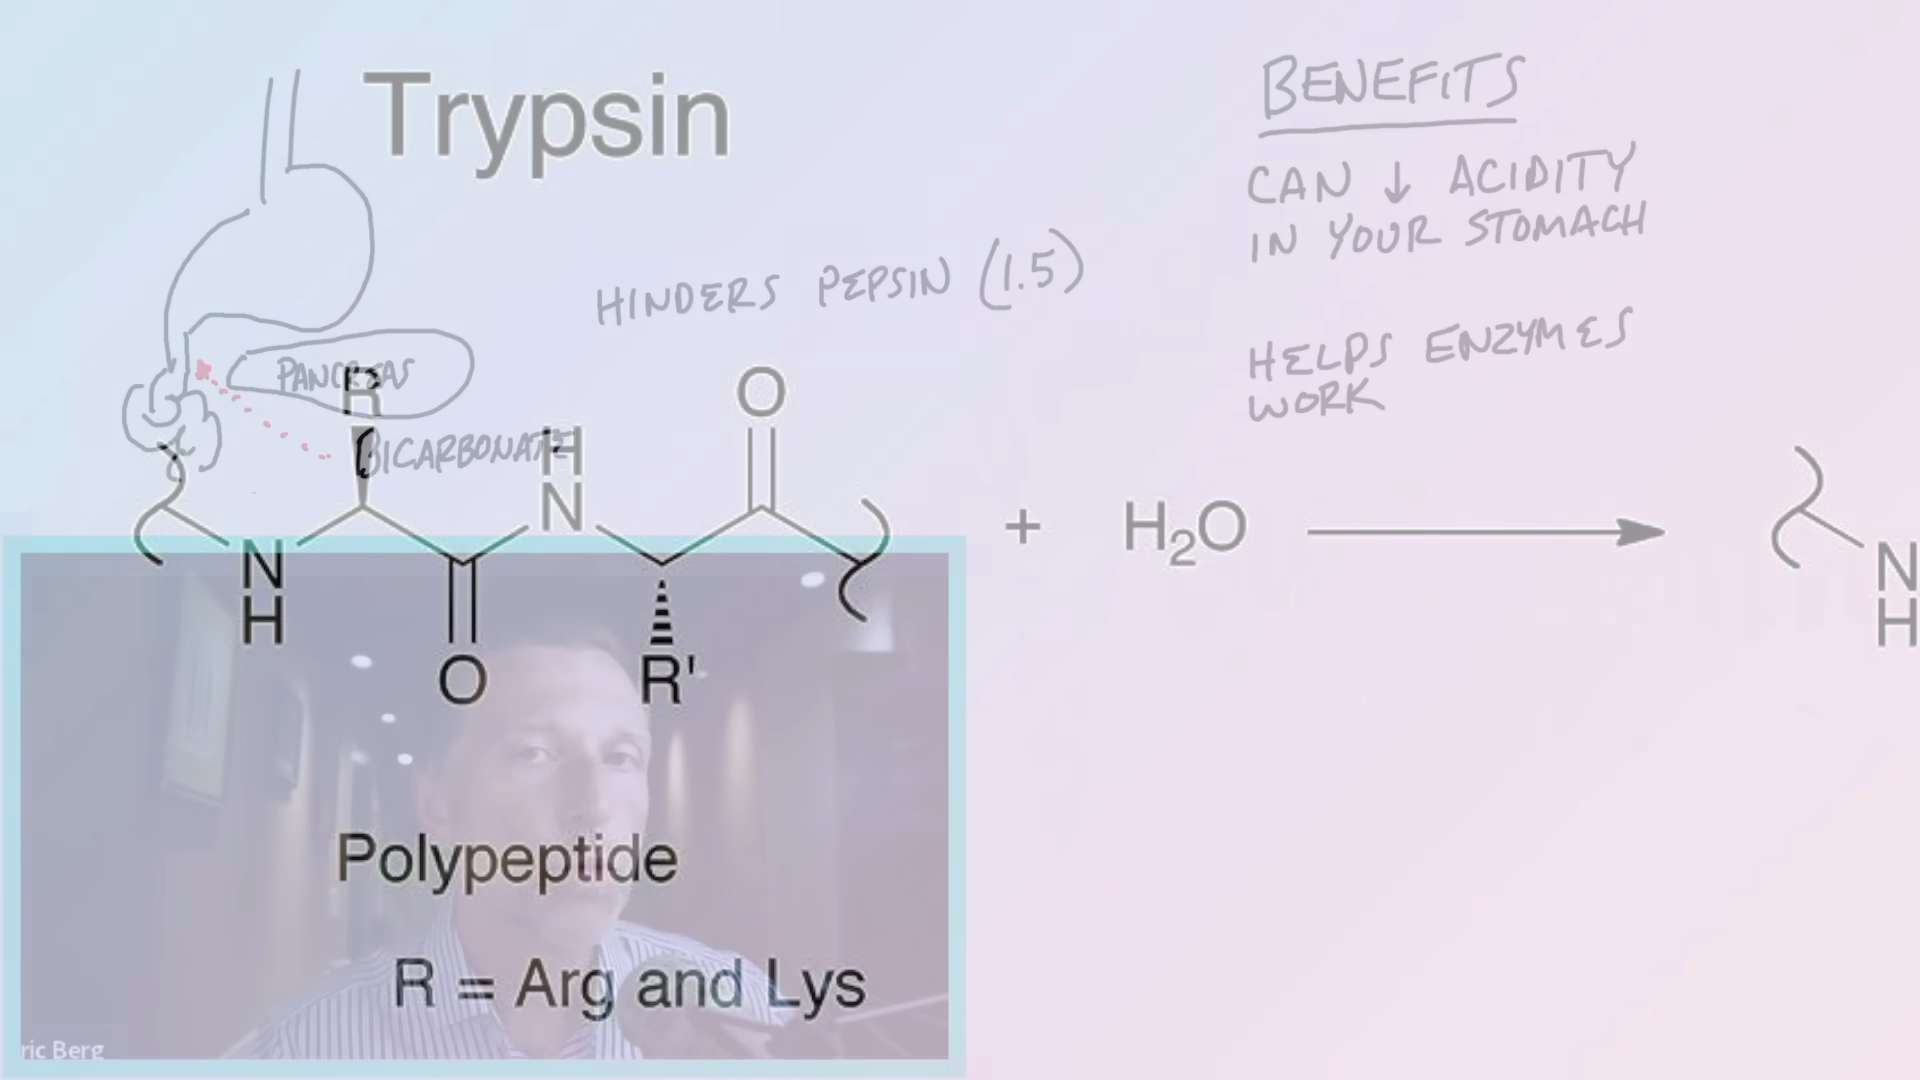 Trypsin
BENEFITS
CAN ↓ ACIDITY
IN YOUR STOMACH
HINDERS PEPSIN (1.5)
HELPS ENZYMES
WORK
PANCREAS
BICARBONATE
R
O
H
N
N
H
O
R'
+ H₂O
N
H
Polypeptide
R = Arg and Lys
ric Berg